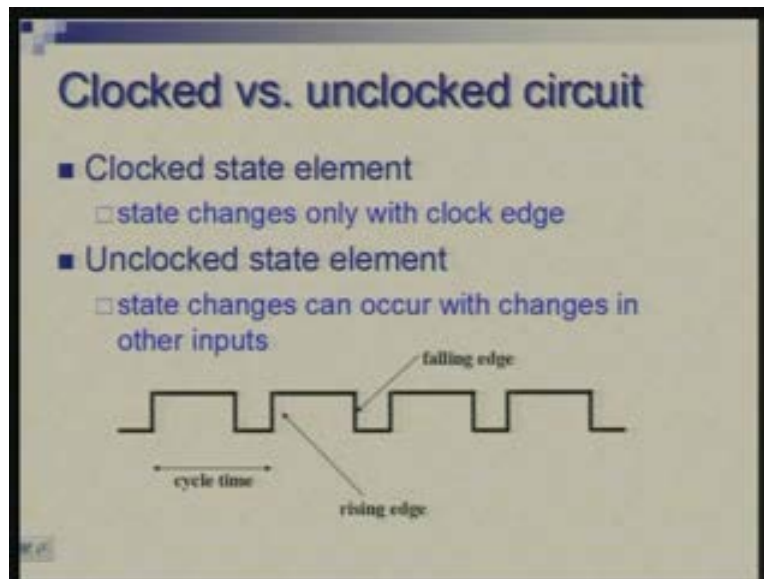 Clocked vs. unclocked circuit
Clocked state element
state changes only with clock edge
Unclocked state element
state changes can occur with changes in
other inputs
falling edge
cycle time
rising edge